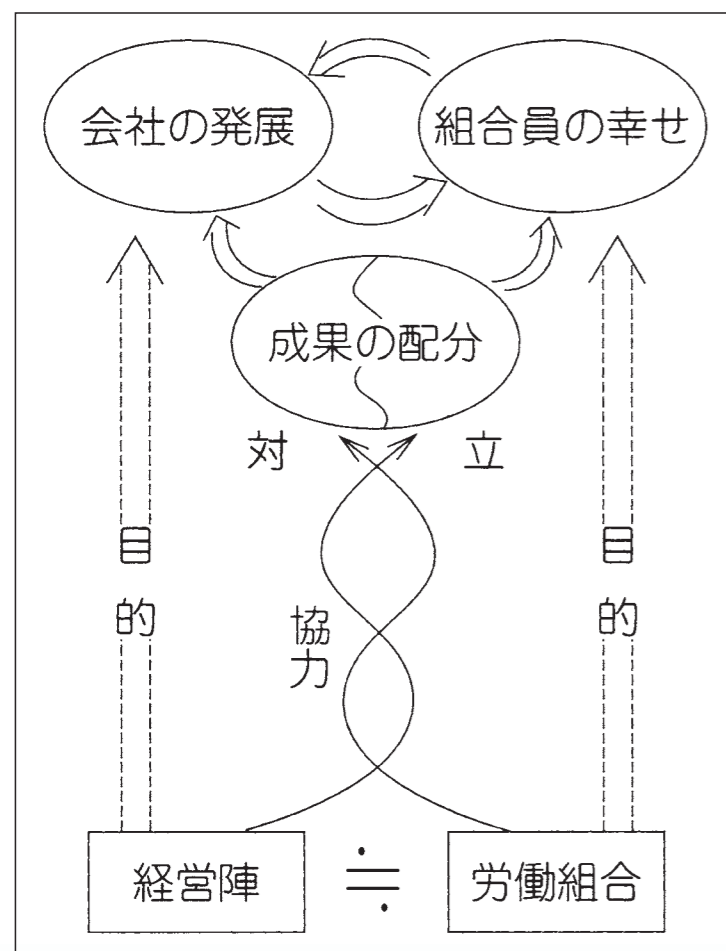 会社の発展
組合員の幸せ
成果の配分
対立
目的
協力
目的
経営陣
≒
労働組合